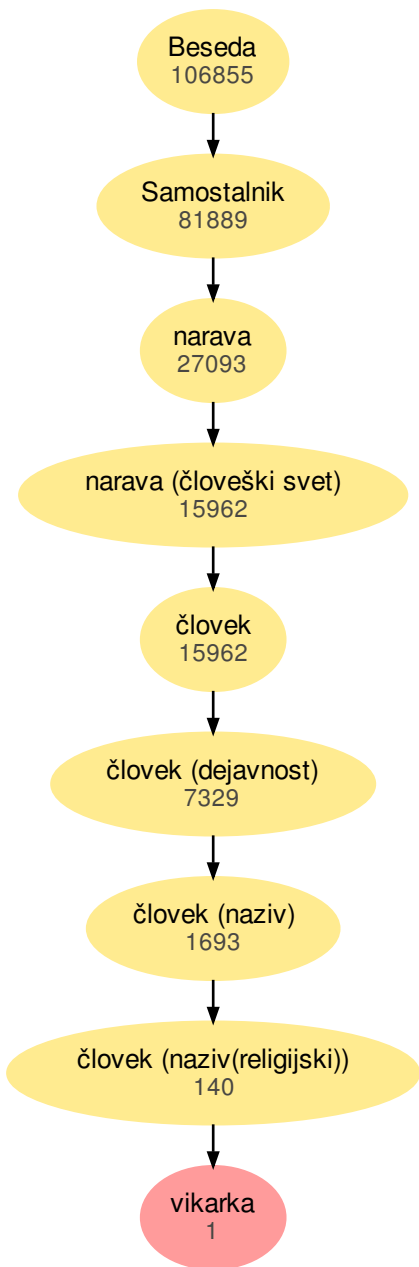 Beseda
106855
Samostalnik
81889
narava
27093
narava (človeški svet)
15962
človek
15962
človek (dejavnost)
7329
človek (naziv)
1693
človek (naziv(religijski))
140
vikarka
1